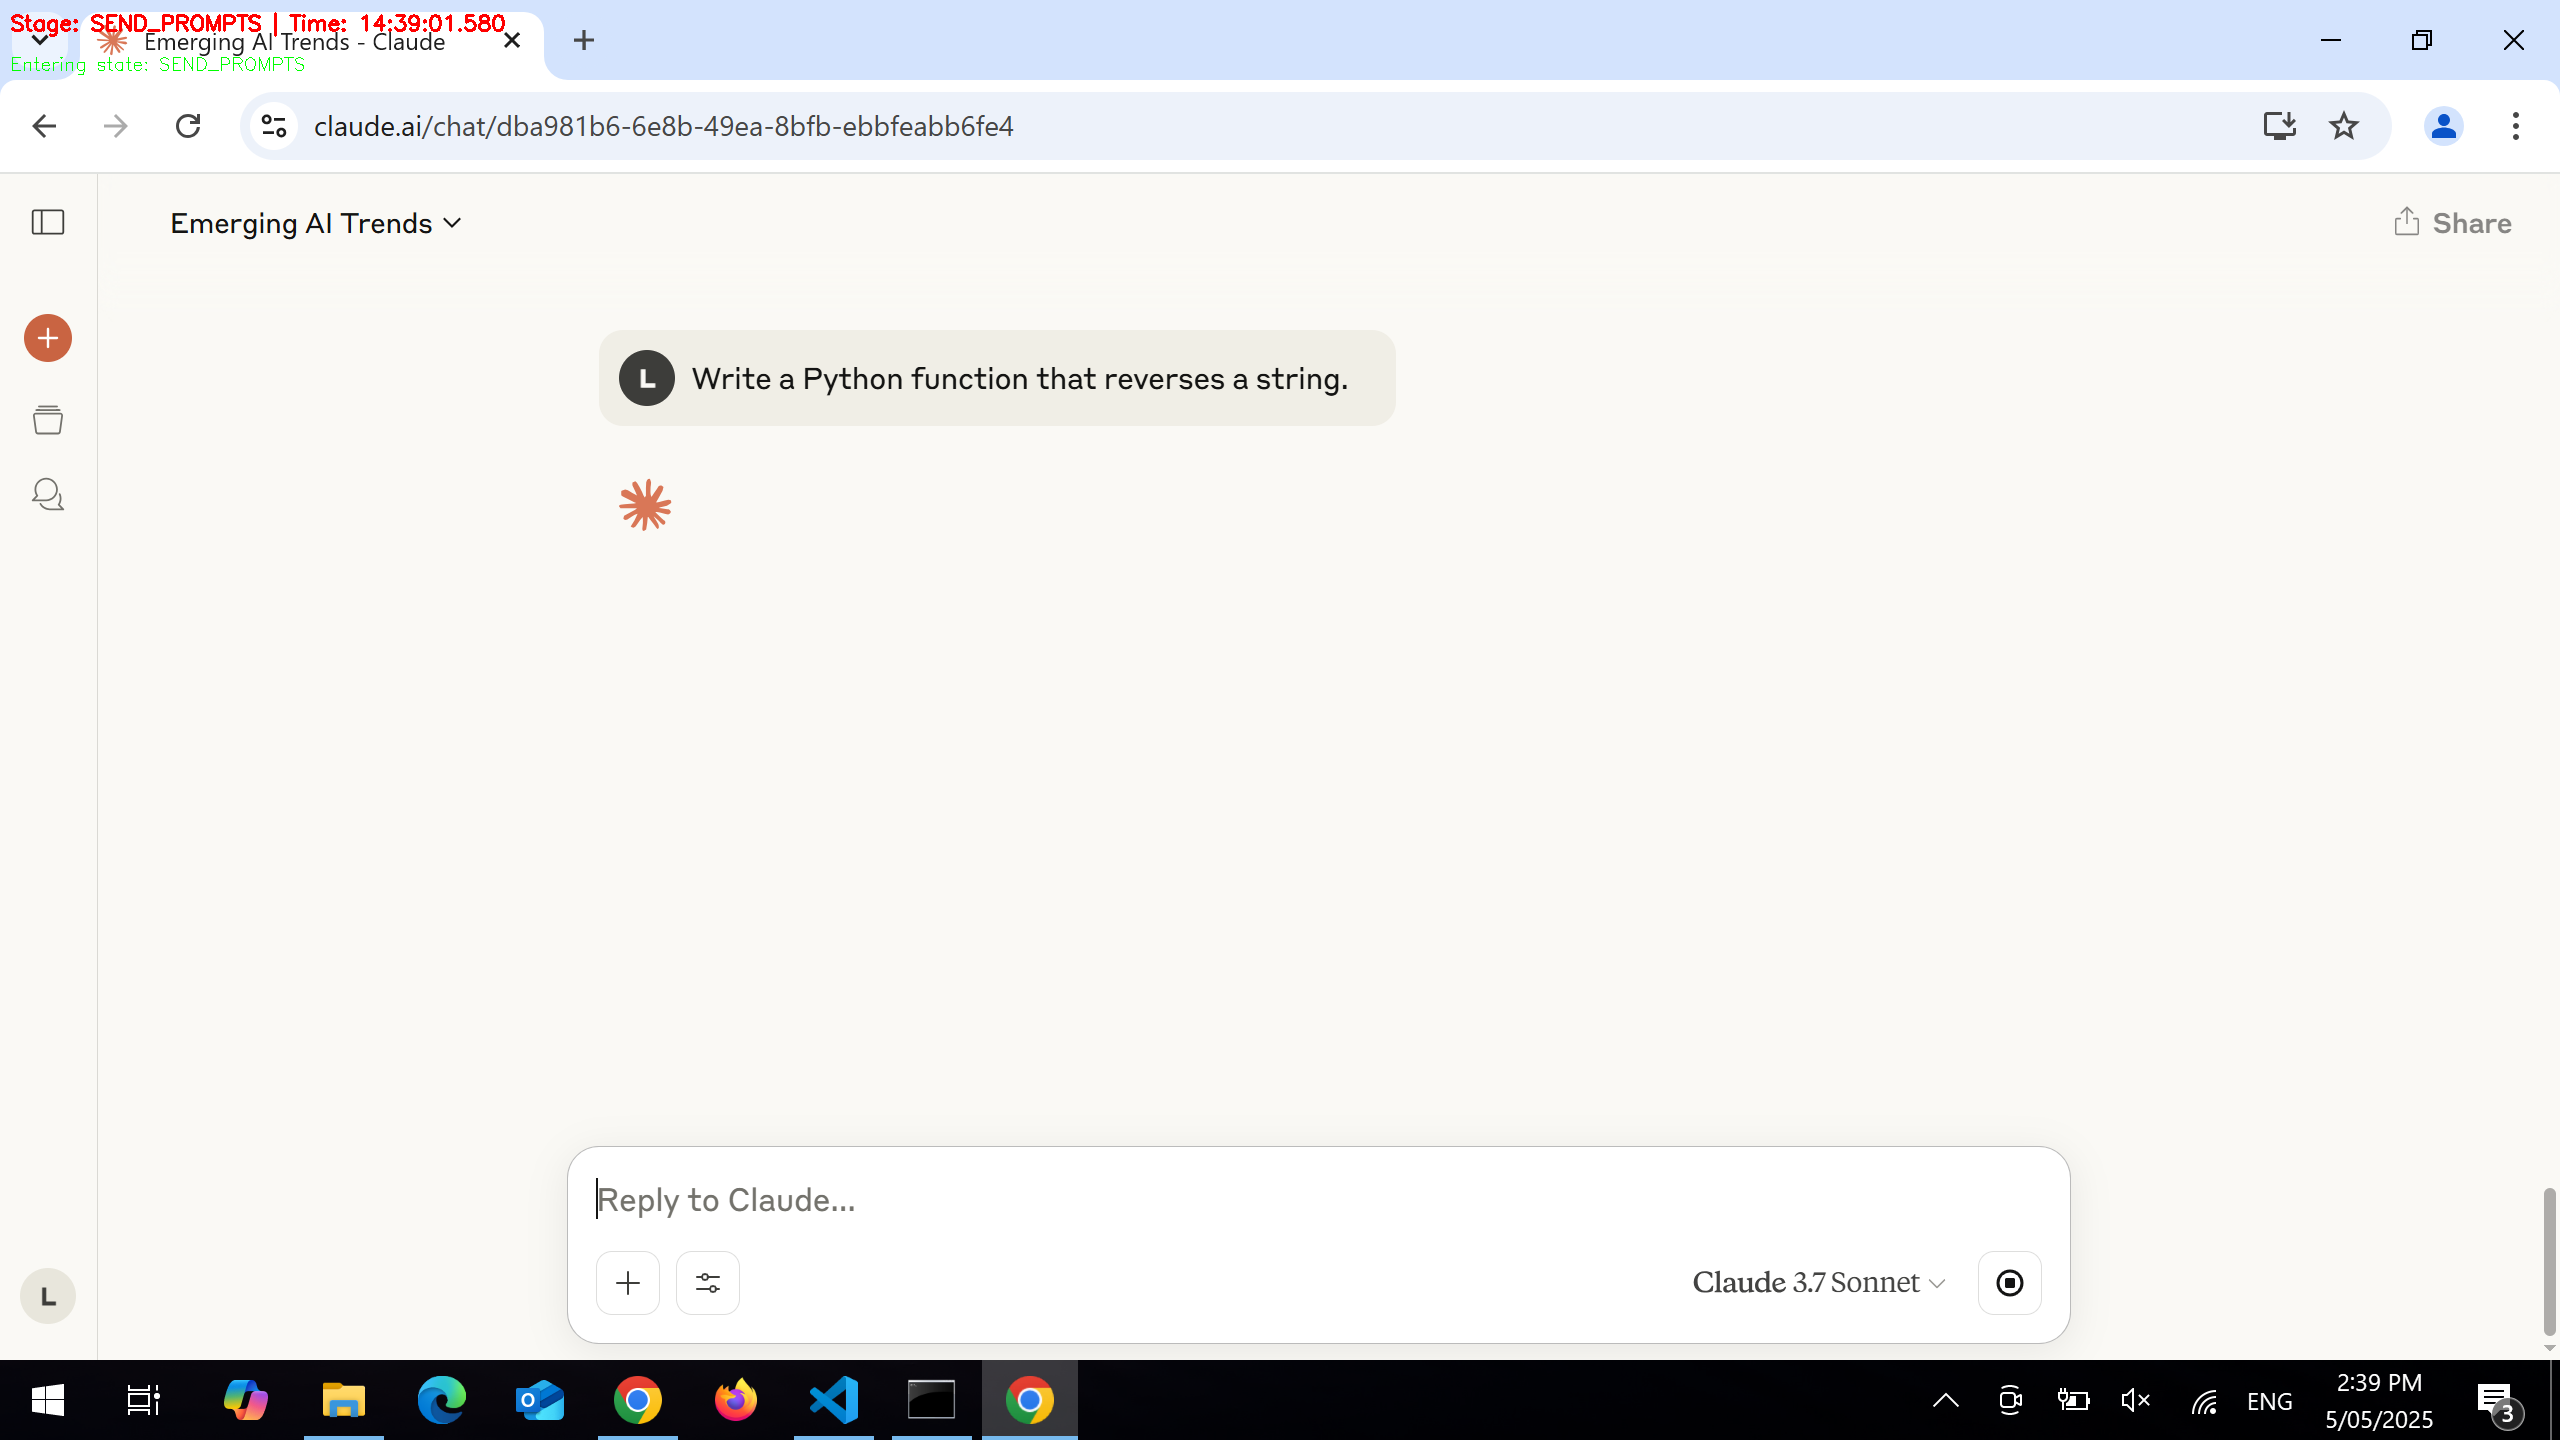 Stage: SEND_PROMPTS | Time: 14:39:01.580
Emerging AI Trends - Claude
Entering state: SEND_PROMPTS
claude.ai/chat/dba981b6-6e8b-49ea-8bfb-ebbfeabb6fe4
Emerging AI Trends
Share
L
Write a Python function that reverses a string.
Reply to Claude...
Claude 3.7 Sonnet
L
ENG
2:39 PM
5/05/2025
3